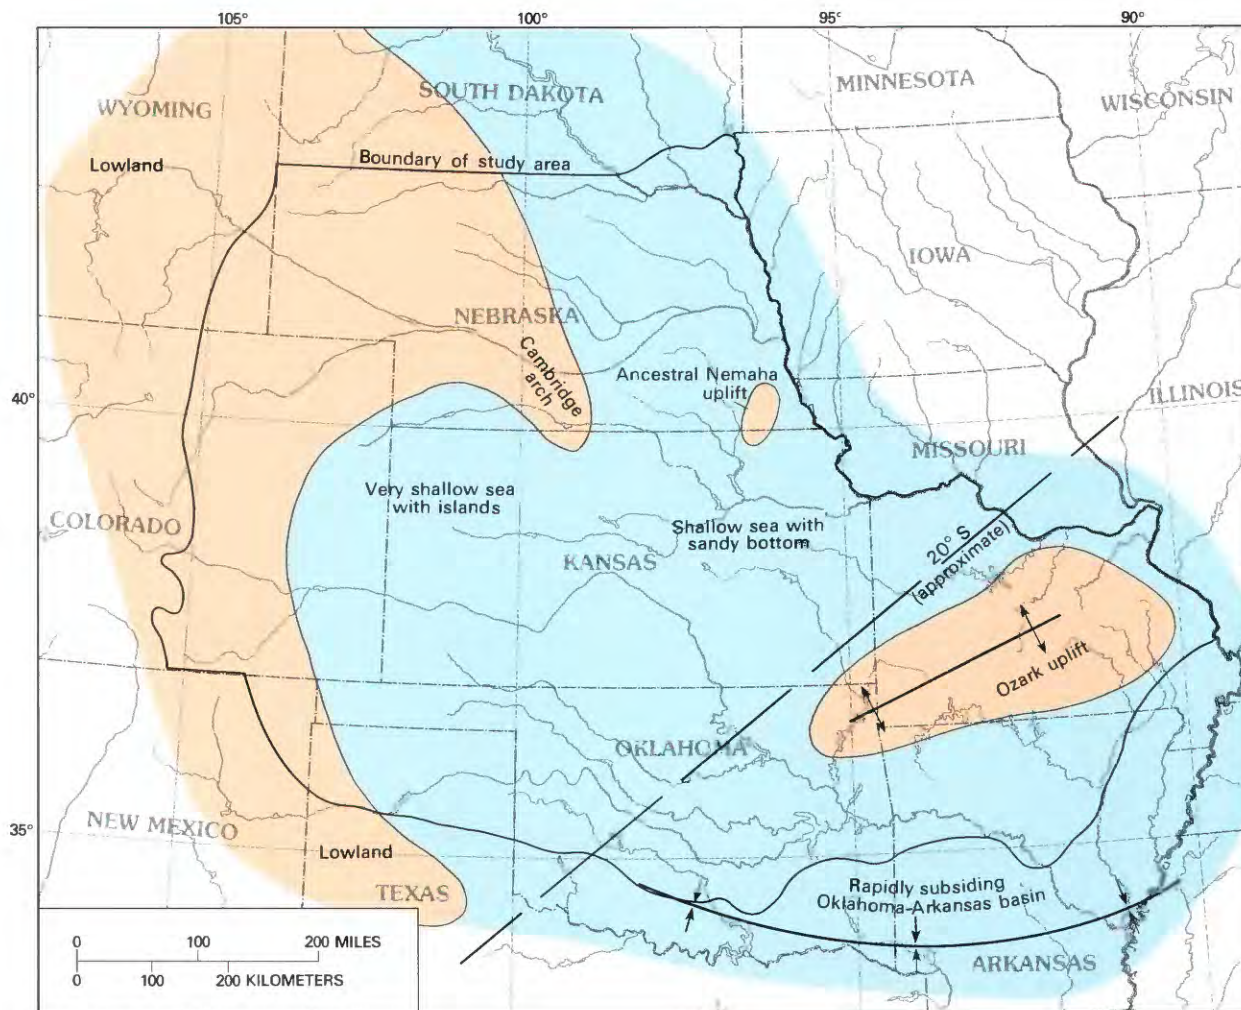 105°
100°
95°
90°
WYOMING
SOUTH DAKOTA
MINNESOTA
WISCONSIN
Lowland
Boundary of study area
IOWA
NEBRASKA
Cambridge
arch
Ancestral Nemaha
uplift
40°
ILLINOIS
MISSOURI
Very shallow sea
with islands
COLORADO
Shallow sea with
sandy bottom
KANSAS
20° S
(approximate)
Ozark uplift
OKLAHOMA
35°
NEW MEXICO
Lowland
TEXAS
Rapidly subsiding
Oklahoma-Arkansas basin
ARKANSAS
0 100 200 MILES
0 100 200 KILOMETERS